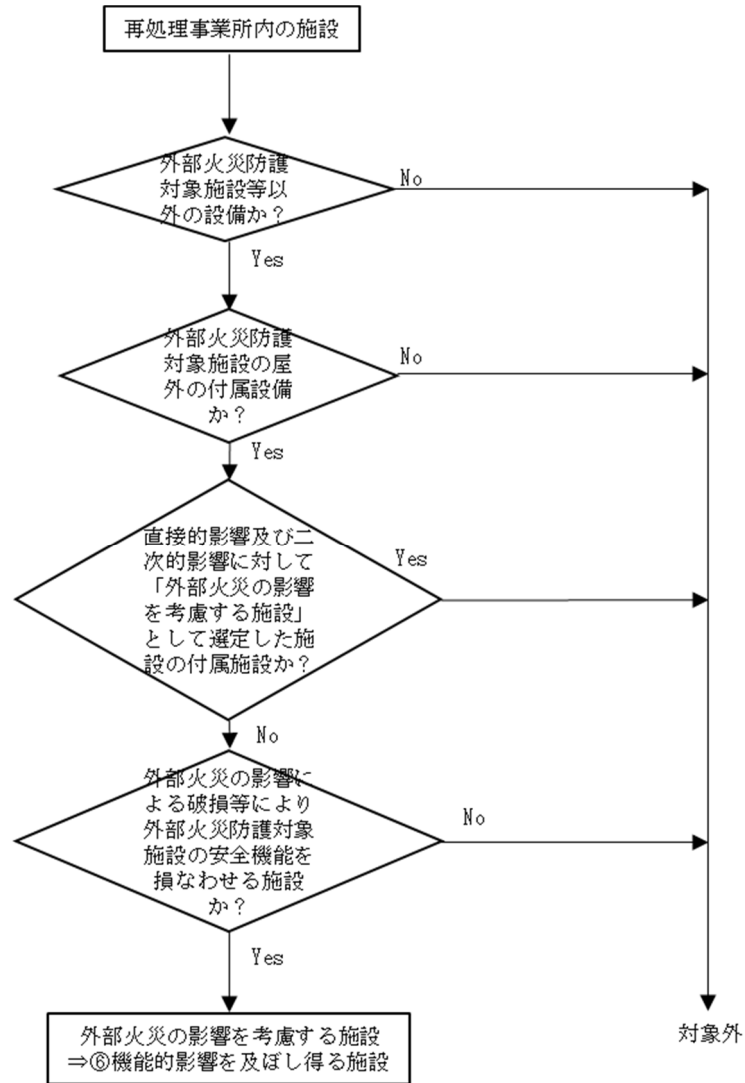 再処理事業所内の施設
外部火災防護
対象施設等以
外の設備か?
No
Yes
外部火災防護
対象施設の屋
外の付属設備
か?
No
Yes
直接的影響及び二
次的影響に対して
「外部火災の影響
を考慮する施設」
として選定した施
設の付属施設か?
Yes
No
外部火災の影響に
よる破損等により
外部火災防護対象
施設の安全機能を
損なわせる施設
か?
No
Yes
外部火災の影響を考慮する施設
⇒⑥機能的影響を及ぼし得る施設
対象外